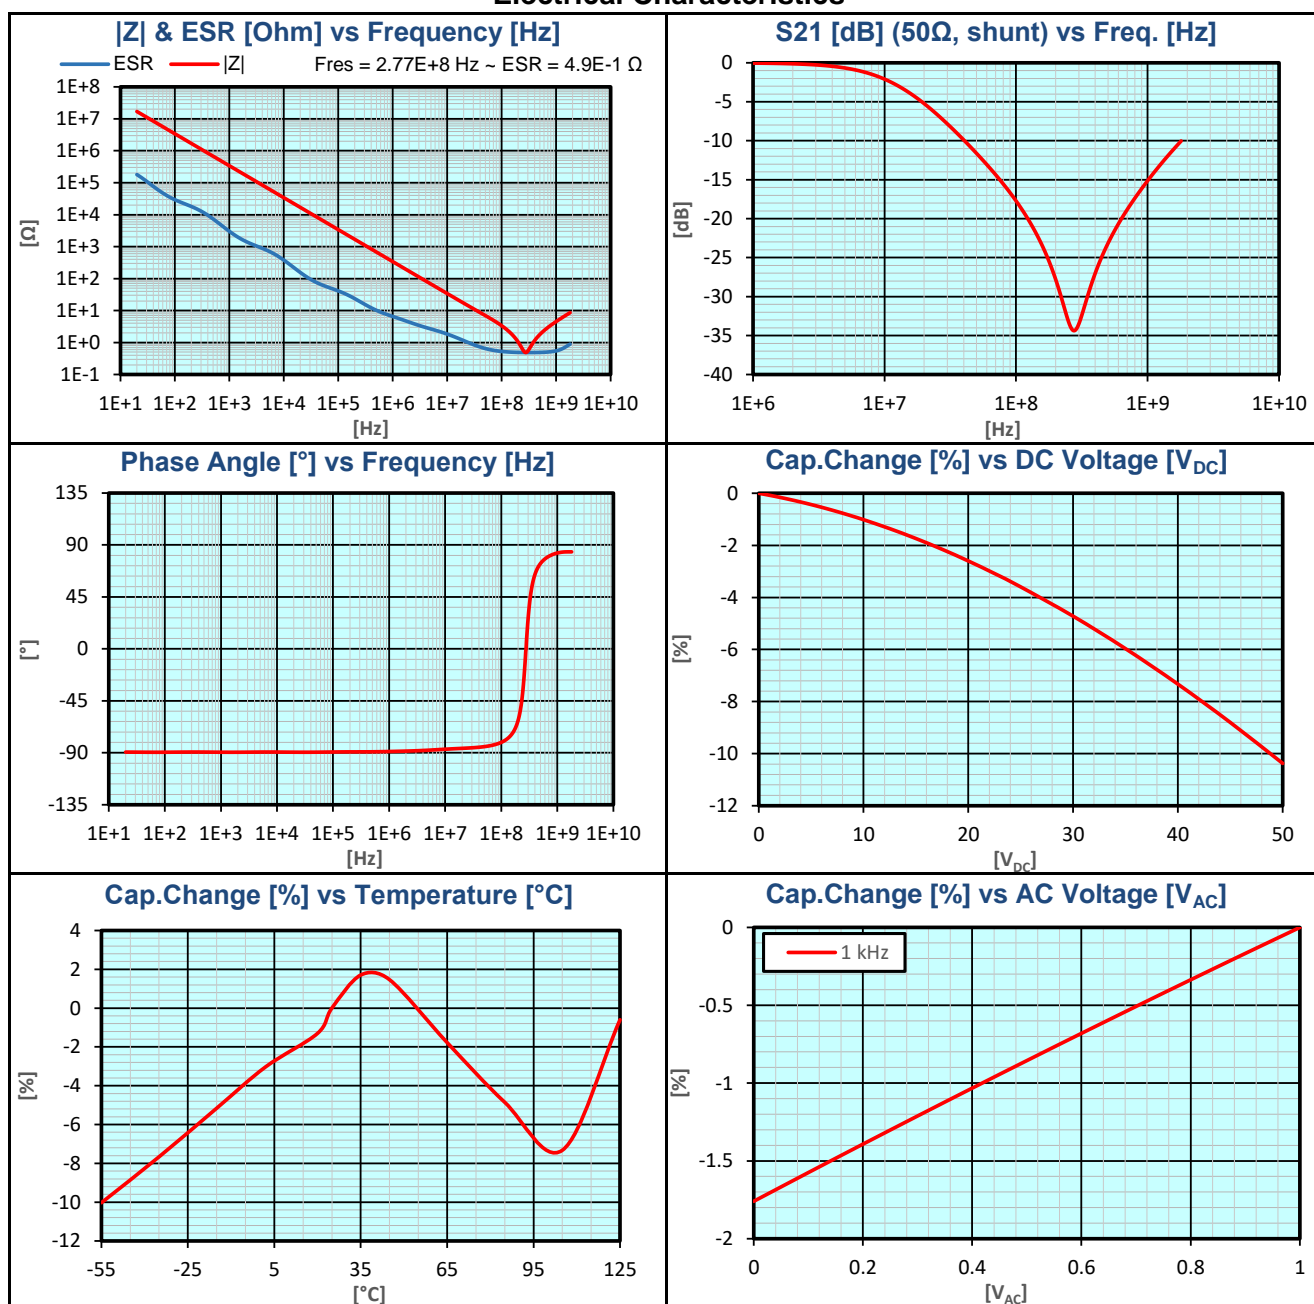 Electrical Characteristics
|Z| & ESR [Ohm] vs Frequency [Hz]
ESR |Z| Fres = 2.77E+8 Hz ~ ESR = 4.9E-1 Ω
1E+8
1E+7
1E+6
1E+5
1E+4
1E+3
1E+2
1E+1
1E+0
1E-1
[Ω]
1E+1 1E+2 1E+3 1E+4 1E+5 1E+6 1E+7 1E+8 1E+9 1E+10
[Hz]
S21 [dB] (50Ω, shunt) vs Freq. [Hz]
0
-5
-10
-15
-20
-25
-30
-35
-40
[dB]
1E+6 1E+7 1E+8 1E+9 1E+10
[Hz]
Phase Angle [°] vs Frequency [Hz]
135
90
45
0
-45
-90
-135
[°]
1E+1 1E+2 1E+3 1E+4 1E+5 1E+6 1E+7 1E+8 1E+9 1E+10
[Hz]
Cap.Change [%] vs DC Voltage [VDC]
0
-2
-4
-6
-8
-10
-12
[%]
0 10 20 30 40 50
[VDC]
Cap.Change [%] vs Temperature [°C]
4
2
0
-2
-4
-6
-8
-10
-12
[%]
-55 -25 5 35 65 95 125
[°C]
Cap.Change [%] vs AC Voltage [VAC]
1 kHz
0
-0.5
-1
-1.5
-2
[%]
0 0.2 0.4 0.6 0.8 1
[VAC]